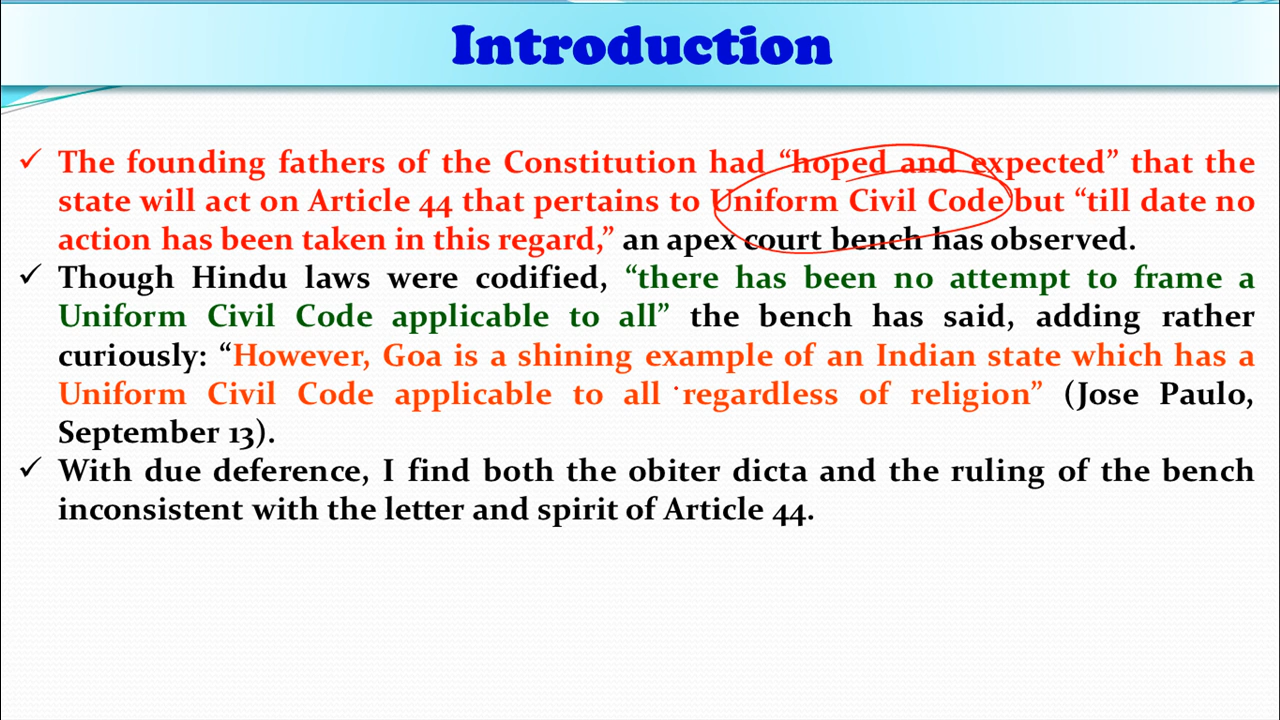 Introduction
✓ The founding fathers of the Constitution had “hoped and expected” that the
state will act on Article 44 that pertains to Uniform Civil Code but “till date no
action has been taken in this regard,” an apex court bench has observed.
✓ Though Hindu laws were codified, “there has been no attempt to frame a
Uniform Civil Code applicable to all” the bench has said, adding rather
curiously: “However, Goa is a shining example of an Indian state which has a
Uniform Civil Code applicable to all regardless of religion” (Jose Paulo,
September 13).
✓ With due deference, I find both the obiter dicta and the ruling of the bench
inconsistent with the letter and spirit of Article 44.